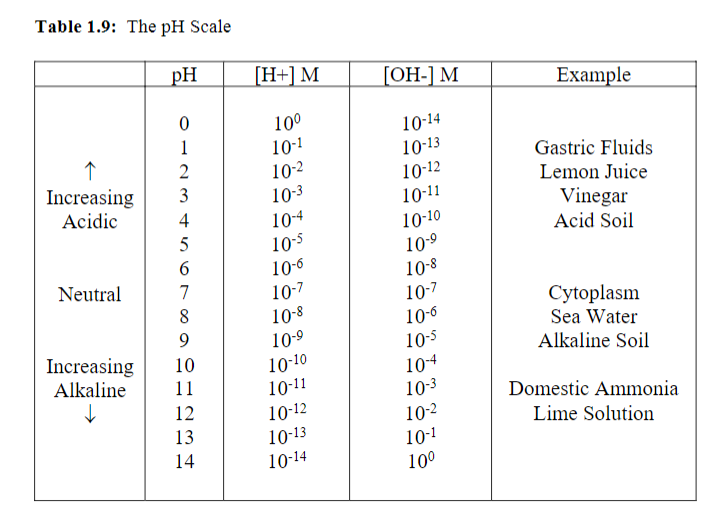 Table 1.9: The pH Scale
pH [H+] M [OH-] M Example
0 10⁰ 10⁻¹⁴
1 10⁻¹ 10⁻¹³ Gastric Fluids
↑ 2 10⁻² 10⁻¹² Lemon Juice
Increasing 3 10⁻³ 10⁻¹¹ Vinegar
Acidic 4 10⁻⁴ 10⁻¹⁰ Acid Soil
5 10⁻⁵ 10⁻⁹
6 10⁻⁶ 10⁻⁸
Neutral 7 10⁻⁷ 10⁻⁷ Cytoplasm
8 10⁻⁸ 10⁻⁶ Sea Water
9 10⁻⁹ 10⁻⁵ Alkaline Soil
Increasing 10 10⁻¹⁰ 10⁻⁴
Alkaline 11 10⁻¹¹ 10⁻³ Domestic Ammonia
↓ 12 10⁻¹² 10⁻² Lime Solution
13 10⁻¹³ 10⁻¹
14 10⁻¹⁴ 10⁰